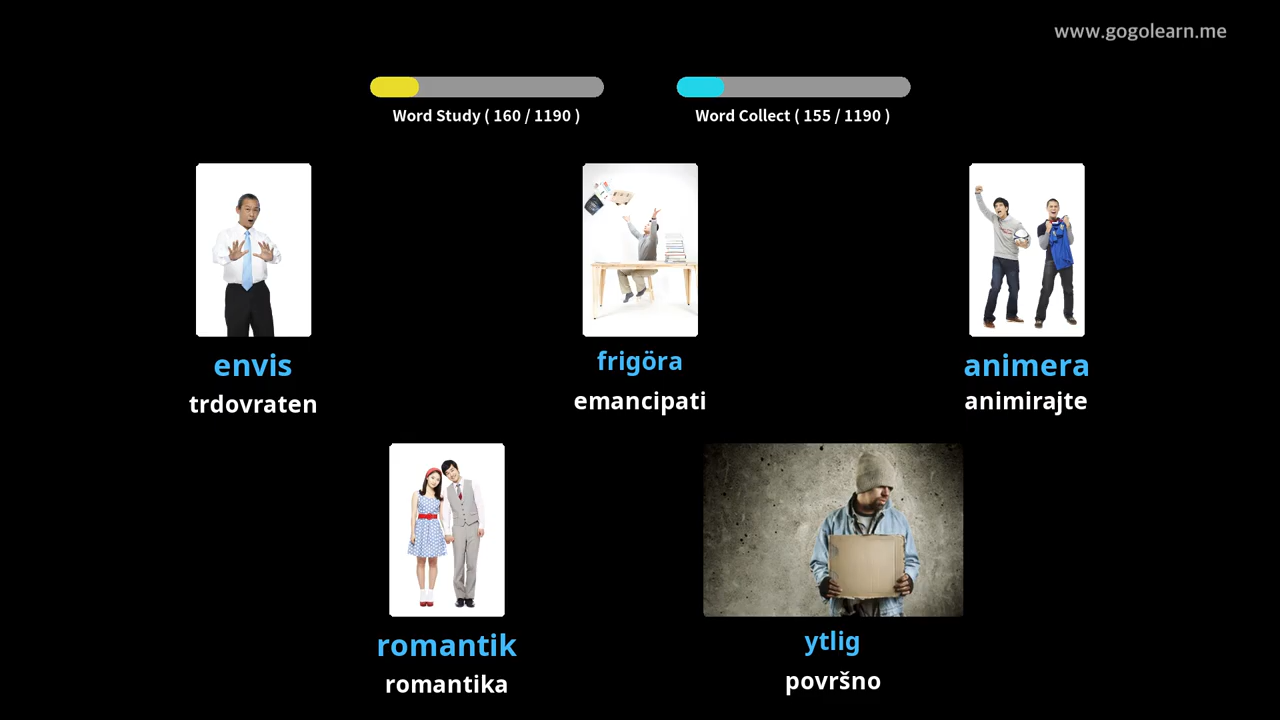 www.gogolearn.me
Word Study ( 160 / 1190 )
Word Collect ( 155 / 1190 )
envis
trdovraten
frigöra
emancipati
animera
animirajte
romantik
romantika
ytlig
površno